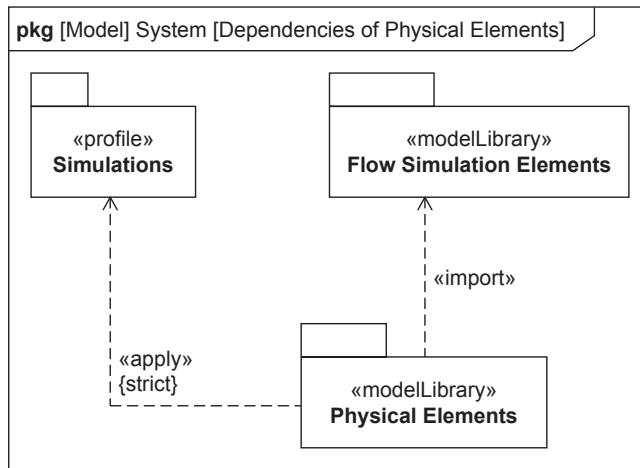 pkg [Model] System [Dependencies of Physical Elements]
«profile»
Simulations
«modelLibrary»
Flow Simulation Elements
«import»
«apply»
{strict}
«modelLibrary»
Physical Elements